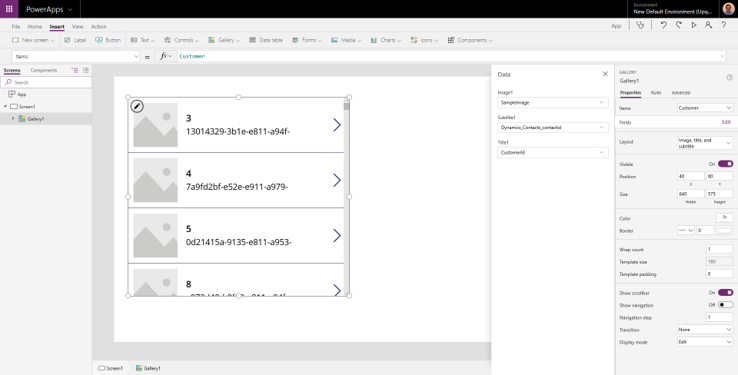 PowerApps
Environment
New Default Environment (Upg...
File Home Insert View Action
App
New screen Label Button Text Controls Gallery Data table Forms Media Charts Icons Components
Items = fx Customer
Screens Components
Search
App
Screen1
Gallery1
3
13014329-3b1e-e811-a94f-
4
7a9fd2bf-e52e-e911-a979-
5
0d21415a-9135-e811-a953-
8
Data
Image1
SampleImage
Subtitle1
Dynamics_Contacts_contactid
Title1
CustomerId
GALLERY
Gallery1
Properties Rules Advanced
Items Customer
Fields Edit
Layout Image, title, and subtitle
Visible On
Position 40 60
X Y
Size 640 575
Width Height
Color
Border 0
Wrap count 1
Template size 160
Template padding 0
Show scrollbar On
Show navigation Off
Navigation step 1
Transition None
Display mode Edit
Screen1 Gallery1